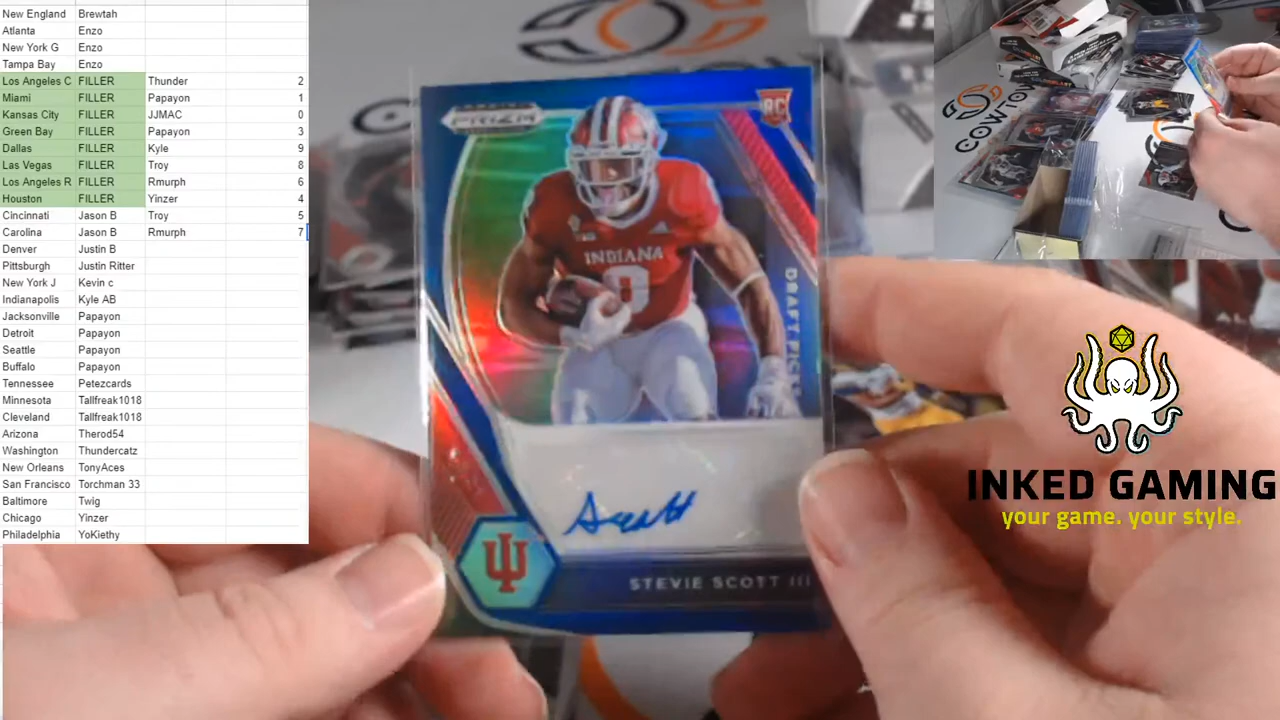 New England Brewtah
Atlanta Enzo
New York G Enzo
Tampa Bay Enzo
Los Angeles C FILLER Thunder 2
Miami FILLER Papayon 1
Kansas City FILLER JJMAC 0
Green Bay FILLER Papayon 3
Dallas FILLER Kyle 9
Las Vegas FILLER Troy 8
Los Angeles R FILLER Rmurph 6
Houston FILLER Yinzer 4
Cincinnati Jason B Troy 5
Carolina Jason B Rmurph 7
Denver Justin B
Pittsburgh Justin Ritter
New York J Kevin c
Indianapolis Kyle AB
Jacksonville Papayon
Detroit Papayon
Seattle Papayon
Buffalo Papayon
Tennessee Petezcards
Minnesota Tallfreak1018
Cleveland Tallfreak1018
Arizona Therod54
Washington Thundercatz
New Orleans TonyAces
San Francisco Torchman 33
Baltimore Twig
Chicago Yinzer
Philadelphia YoKiethy
PRIZM
RC
INDIANA
8
DRAFT PICKS
Scott
STEVIE SCOTT III
COWTOW
INKED GAMING
your game. your style.